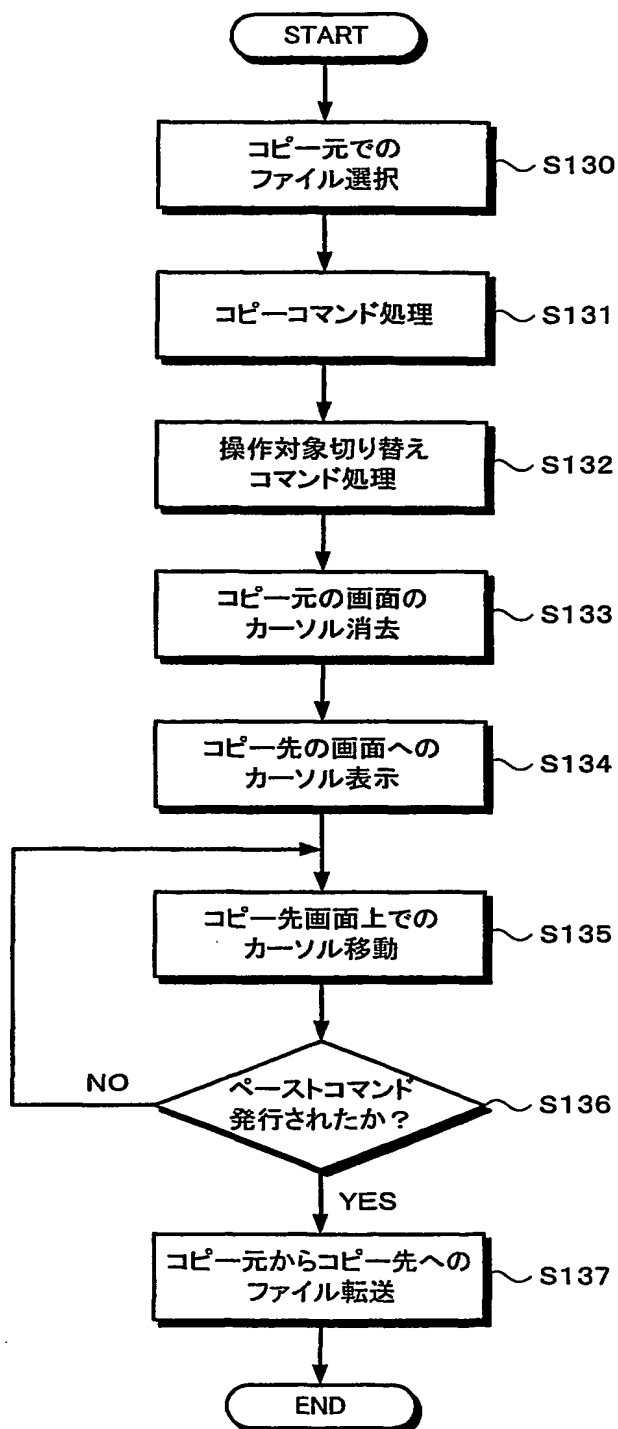 START
コピー元での
ファイル選択
S130
コピーコマンド処理
S131
操作対象切り替え
コマンド処理
S132
コピー元の画面の
カーソル消去
S133
コピー先の画面への
カーソル表示
S134
コピー先画面上での
カーソル移動
S135
NO
ペーストコマンド
発行されたか？
S136
YES
コピー元からコピー先への
ファイル転送
S137
END